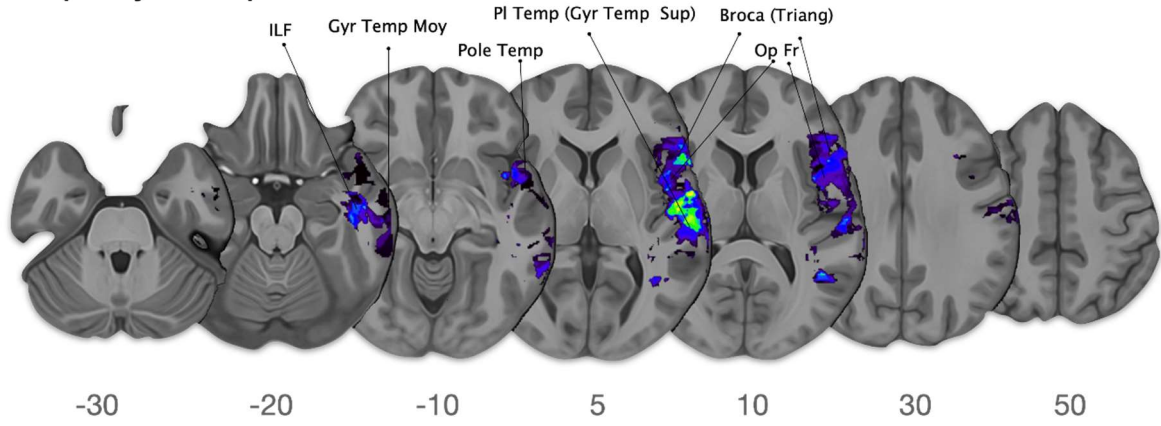 Pl Temp (Gyr Temp Sup)
Broca (Triang)
ILF
Gyr Temp Moy
Pole Temp
Op Fr
-30
-20
-10
5
10
30
50